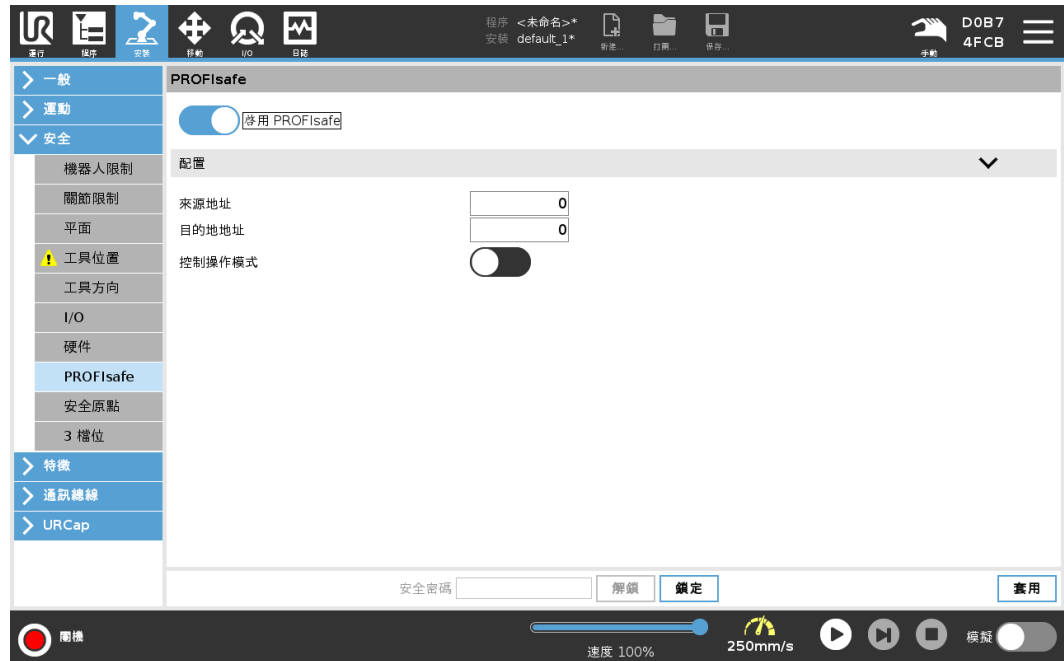 程序 <未命名>*
安裝 default_1*
新建...
打開...
保存...
手動
D0B7
4FCB
運行
程序
安裝
移動
I/O
日誌
一般
運動
安全
機器人限制
關節限制
平面
工具位置
工具方向
I/O
硬件
PROFIsafe
安全原點
3 檔位
特徵
通訊總線
URCap
PROFIsafe
啓用 PROFIsafe
配置
來源地址 0
目的地地址 0
控制操作模式
安全密碼
解鎖
鎖定
套用
關機
速度 100%
250mm/s
模擬